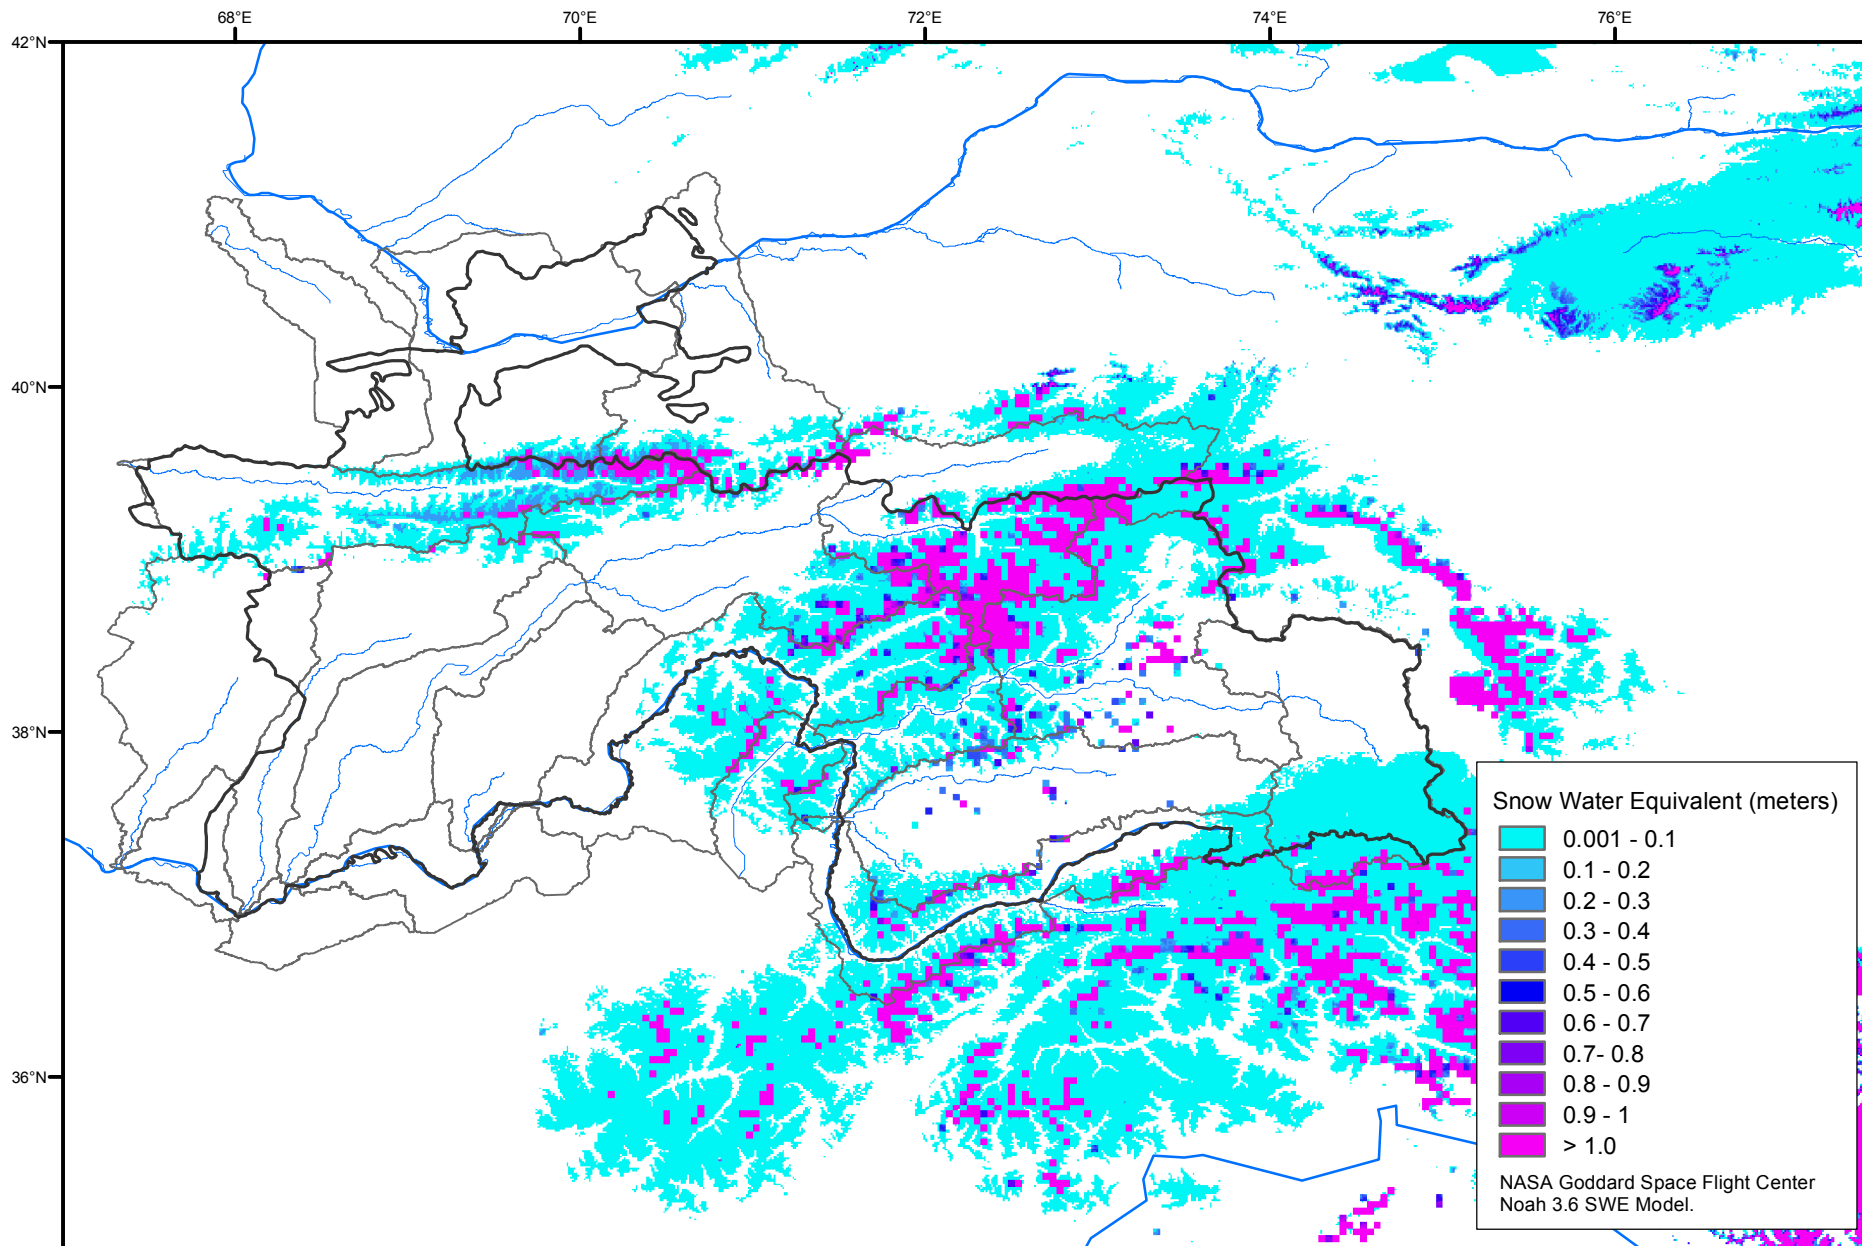 68°E 70°E 72°E 74°E 76°E
42°N
40°N
38°N
36°N
Snow Water Equivalent (meters)
0.001 - 0.1
0.1 - 0.2
0.2 - 0.3
0.3 - 0.4
0.4 - 0.5
0.5 - 0.6
0.6 - 0.7
0.7- 0.8
0.8 - 0.9
0.9 - 1
> 1.0
NASA Goddard Space Flight Center
Noah 3.6 SWE Model.